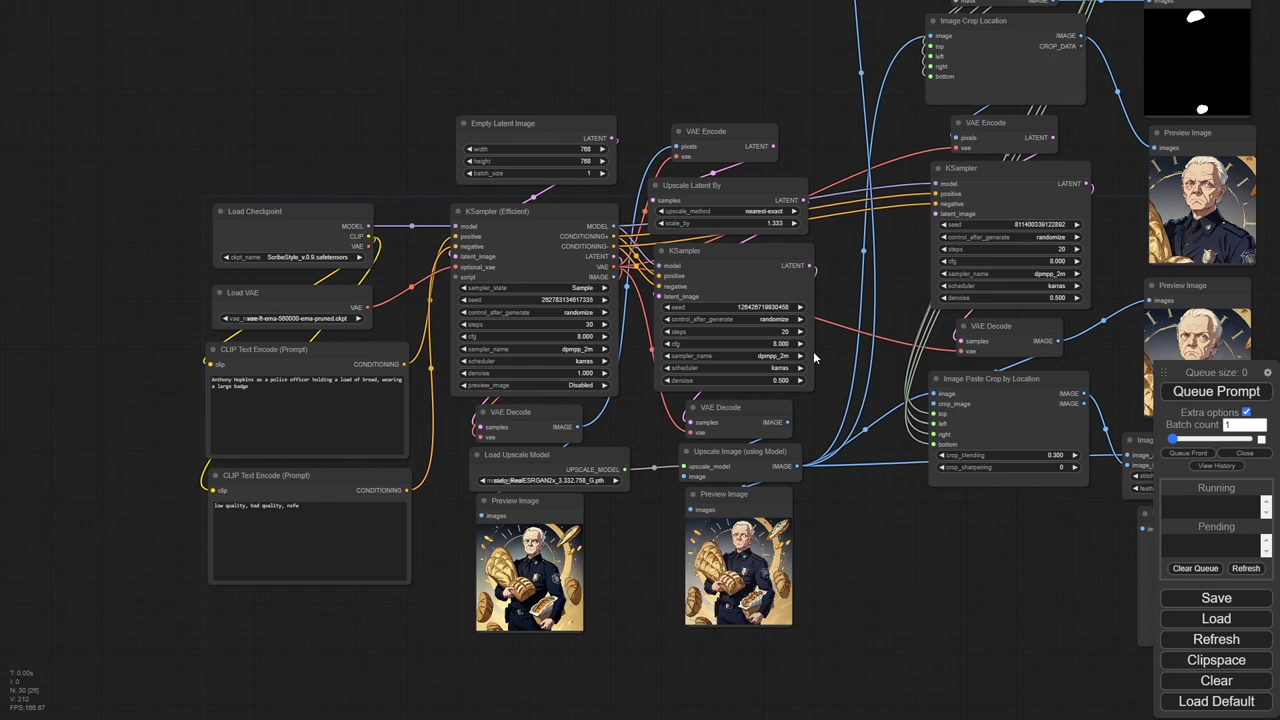 Empty Latent Image
LATENT
width 768
height 768
batch_size 1
Load Checkpoint
MODEL
CLIP
VAE
ckpt_name ScribeStyle_v.0.9.safetensors
Load VAE
VAE
CLIP Text Encode (Prompt)
clip CONDITIONING
Anthony Hopkins as a police officer holding a load of bread, wearing
a large badge
CLIP Text Encode (Prompt)
clip CONDITIONING
low quality, bad quality, nsfw
KSampler (Efficient)
model MODEL
positive CONDITIONING+
negative CONDITIONING-
latent_image LATENT
optional_vae VAE
script IMAGE
sampler_state Sample
seed 262783134617335
control_after_generate randomize
steps 30
cfg 8.000
sampler_name dpmpp_2m
scheduler karras
denoise 1.000
preview_image Disabled
VAE Decode
samples IMAGE
vae
Load Upscale Model
UPSCALE_MODEL
Preview Image
images
VAE Encode
pixels LATENT
vae
Upscale Latent By
samples LATENT
upscale_method nearest-exact
scale_by 1.333
KSampler
model LATENT
positive
negative
latent_image
seed 126426719930458
control_after_generate randomize
steps 20
cfg 8.000
sampler_name dpmpp_2m
scheduler karras
denoise 0.500
VAE Decode
samples IMAGE
vae
Upscale Image (using Model)
upscale_model IMAGE
image
Preview Image
images
Image Crop Location
image IMAGE
top CROP_DATA
left
right
bottom
VAE Encode
pixels LATENT
vae
KSampler
model LATENT
positive
negative
latent_image
seed 811400339122892
control_after_generate randomize
steps 20
cfg 8.000
sampler_name dpmpp_2m
scheduler karras
denoise 0.500
VAE Decode
samples IMAGE
vae
Image Paste Crop by Location
image IMAGE
crop_image IMAGE
top
left
right
bottom
crop_blending 0.300
crop_sharpening 0
Preview Image
images
Preview Image
images
Queue size: 0
Queue Prompt
Extra options
Batch count 1
Queue Front Close
View History
Running
Pending
Clear Queue Refresh
Save
Load
Refresh
Clipspace
Clear
Load Default
T: 0.00s
I: 0
N: 30 [26]
V: 212
FPS:166.67